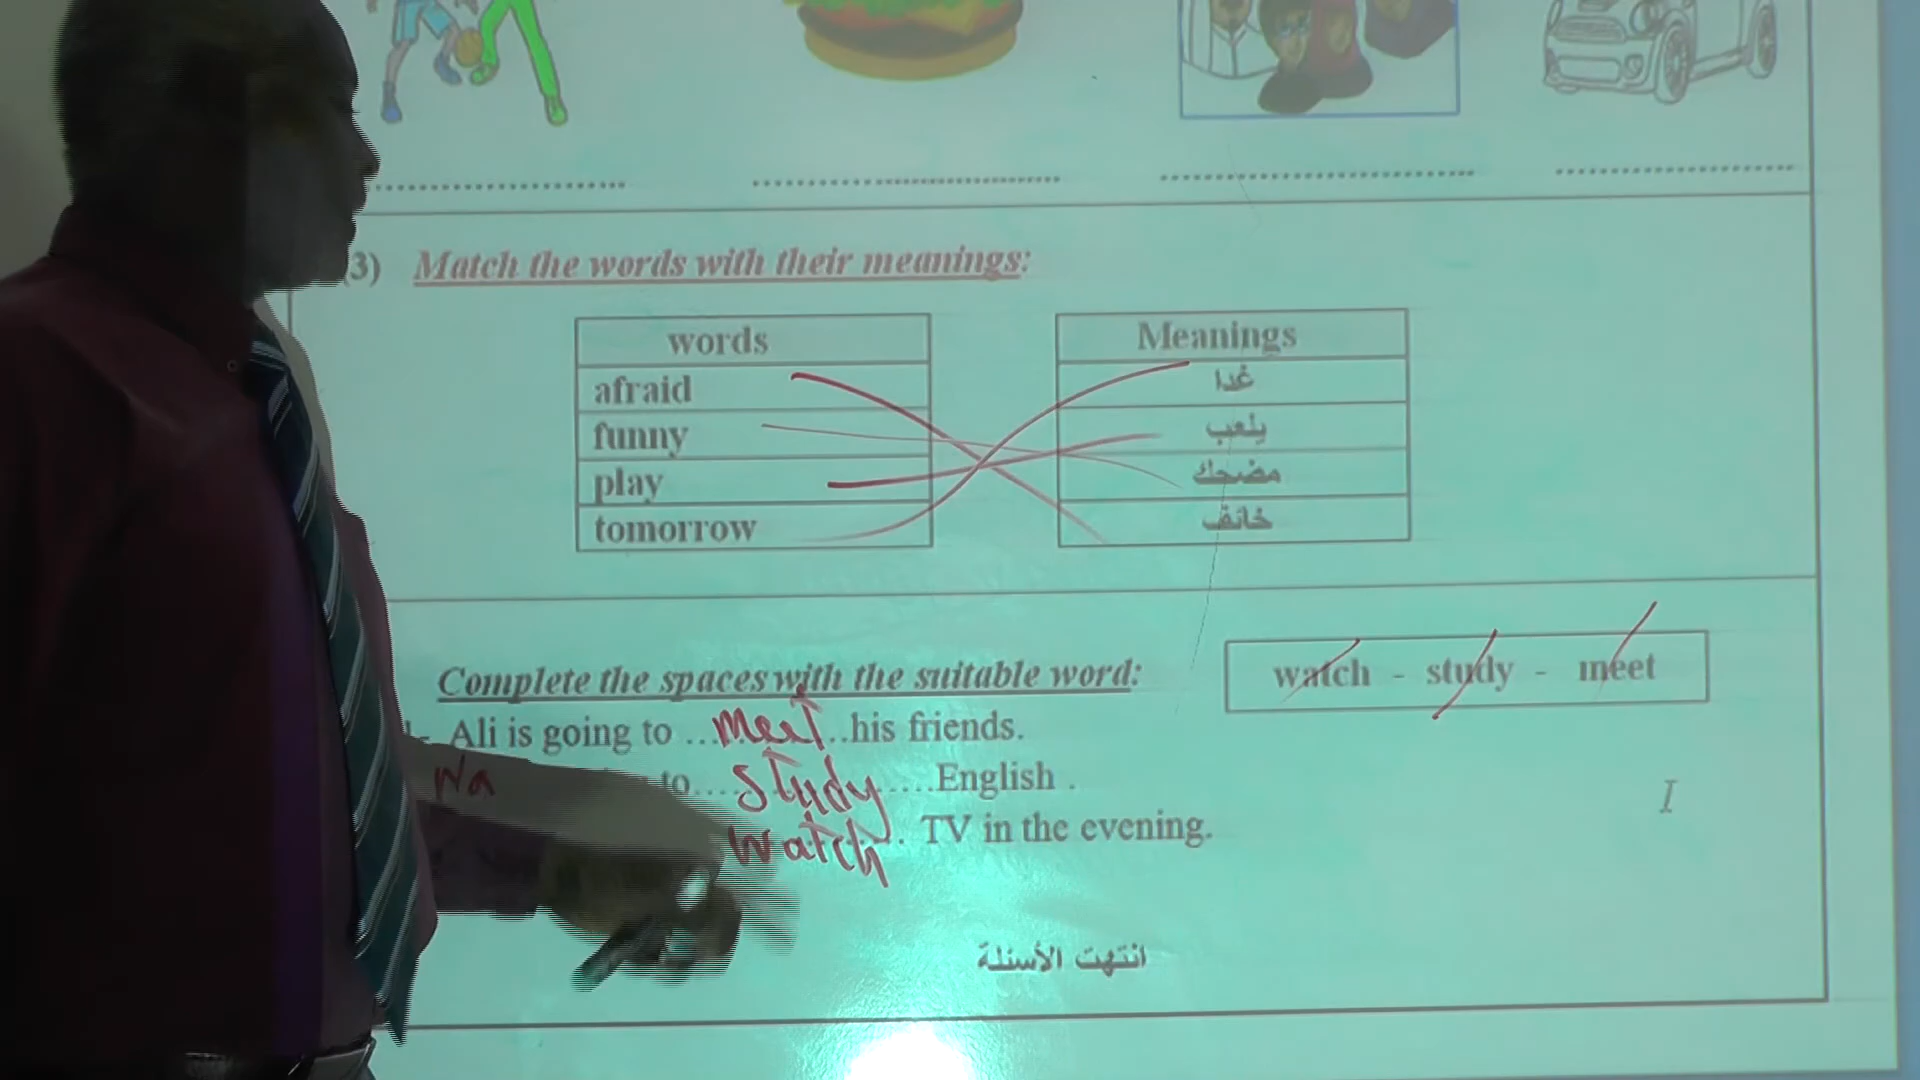 3) Match the words with their meanings:
words Meanings
afraid غدا
funny يلعب
play مضحك
tomorrow خائف
Complete the spaces with the suitable word:
watch - study - meet
Ali is going to ... meet ..his friends.
Wa to.... study ......English .
watch .. TV in the evening.
انتهت الأسئلة